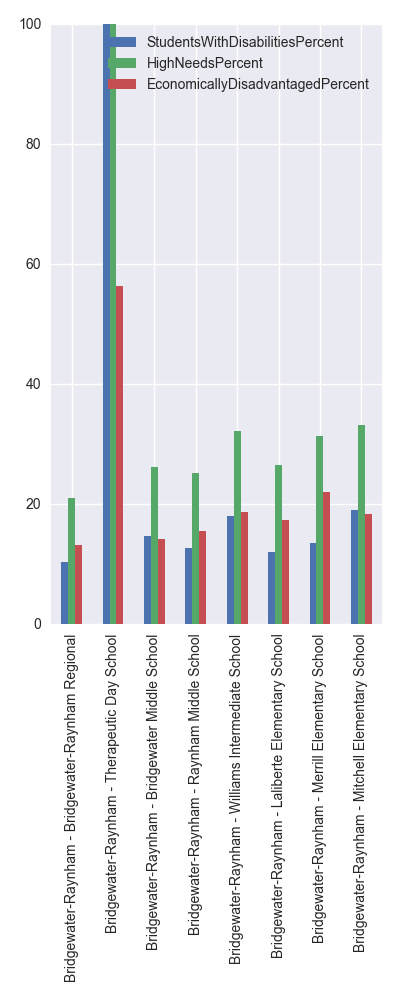 StudentsWithDisabilitiesPercent
HighNeedsPercent
EconomicallyDisadvantagedPercent
100
80
60
40
20
0
Bridgewater-Raynham - Bridgewater-Raynham Regional
Bridgewater-Raynham - Therapeutic Day School
Bridgewater-Raynham - Bridgewater Middle School
Bridgewater-Raynham - Raynham Middle School
Bridgewater-Raynham - Williams Intermediate School
Bridgewater-Raynham - Laliberte Elementary School
Bridgewater-Raynham - Merrill Elementary School
Bridgewater-Raynham - Mitchell Elementary School